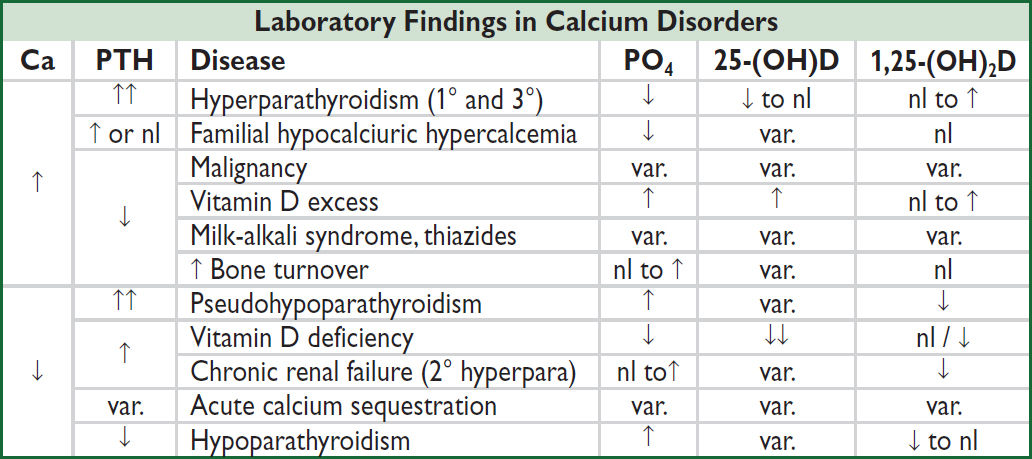 Laboratory Findings in Calcium Disorders
Ca PTH Disease PO₄ 25-(OH)D 1,25-(OH)₂D
↑↑ Hyperparathyroidism (1° and 3°) ↓ ↓ to nl nl to ↑
↑ or nl Familial hypocalciuric hypercalcemia ↓ var. nl
Malignancy var. var. var.
↑ ↓ Vitamin D excess ↑ ↑ nl to ↑
Milk-alkali syndrome, thiazides var. var. var.
↑ Bone turnover nl to ↑ var. nl
↑↑ Pseudohypoparathyroidism ↑ var. ↓
↑ Vitamin D deficiency ↓ ↓↓ nl / ↓
↓ Chronic renal failure (2° hyperpara) nl to↑ var. ↓
var. Acute calcium sequestration var. var. var.
↓ Hypoparathyroidism ↑ var. ↓ to nl